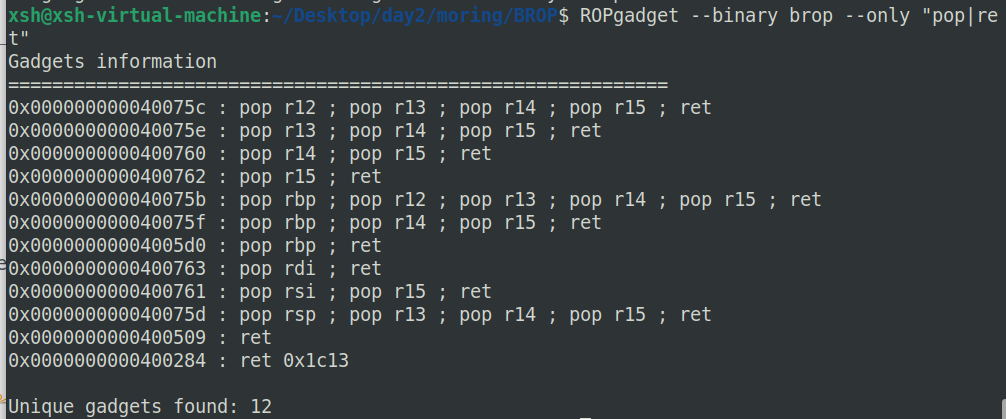 xsh@xsh-virtual-machine:~/Desktop/day2/moring/BROP$ ROPgadget --binary brop --only "pop|re
t"
Gadgets information
============================================================
0x000000000040075c : pop r12 ; pop r13 ; pop r14 ; pop r15 ; ret
0x000000000040075e : pop r13 ; pop r14 ; pop r15 ; ret
0x0000000000400760 : pop r14 ; pop r15 ; ret
0x0000000000400762 : pop r15 ; ret
0x000000000040075b : pop rbp ; pop r12 ; pop r13 ; pop r14 ; pop r15 ; ret
0x000000000040075f : pop rbp ; pop r14 ; pop r15 ; ret
0x00000000004005d0 : pop rbp ; ret
0x0000000000400763 : pop rdi ; ret
0x0000000000400761 : pop rsi ; pop r15 ; ret
0x000000000040075d : pop rsp ; pop r13 ; pop r14 ; pop r15 ; ret
0x0000000000400509 : ret
0x0000000000400284 : ret 0x1c13
Unique gadgets found: 12